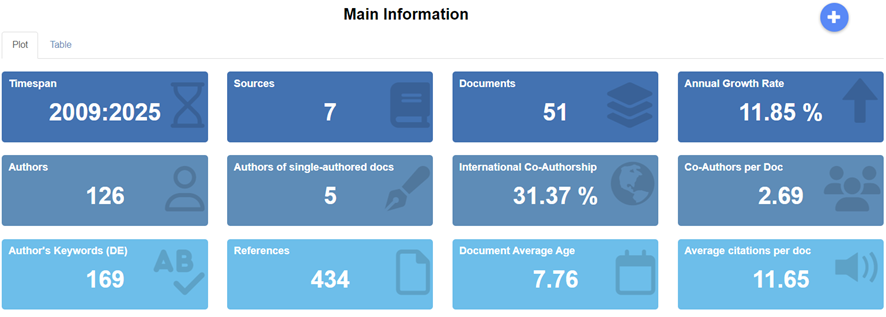 Main Information
Plot Table
Timespan
2009:2025
Sources
7
Documents
51
Annual Growth Rate
11.85 %
Authors
126
Authors of single-authored docs
5
International Co-Authorship
31.37 %
Co-Authors per Doc
2.69
Author's Keywords (DE)
169
AB
References
434
Document Average Age
7.76
Average citations per doc
11.65